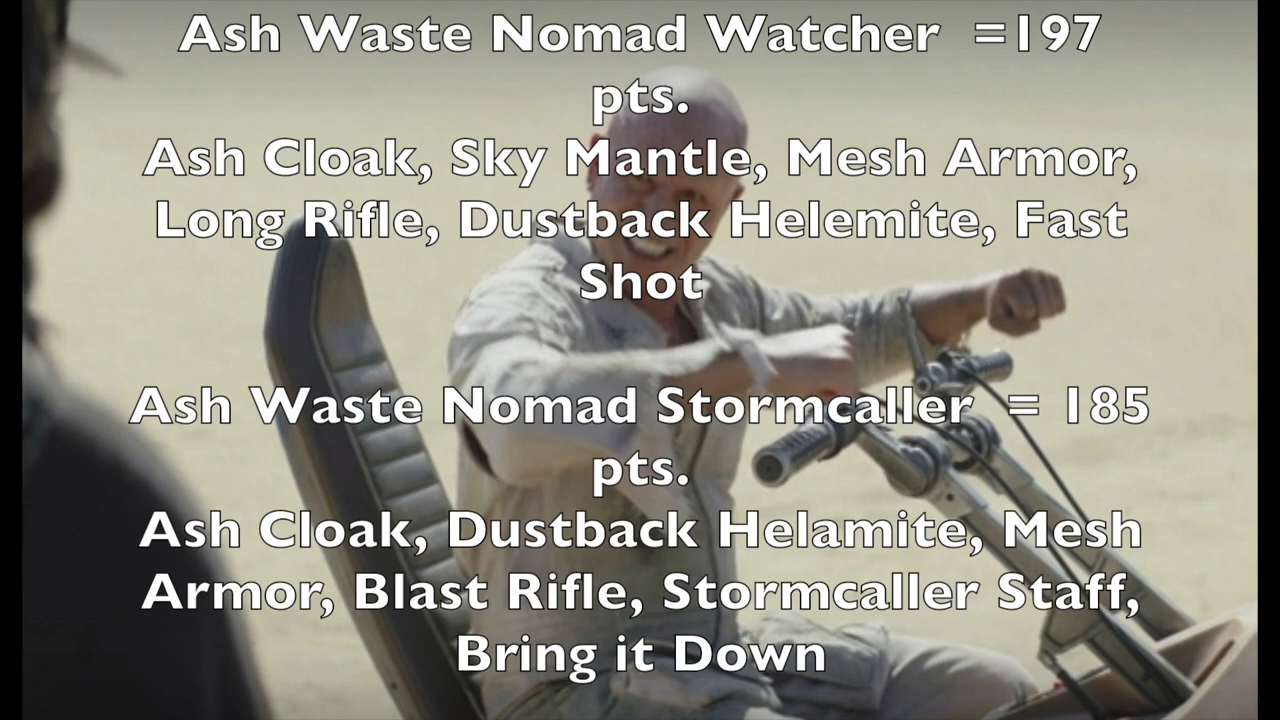 Ash Waste Nomad Watcher =197
pts.
Ash Cloak, Sky Mantle, Mesh Armor,
Long Rifle, Dustback Helemite, Fast
Shot
Ash Waste Nomad Stormcaller = 185
pts.
Ash Cloak, Dustback Helamite, Mesh
Armor, Blast Rifle, Stormcaller Staff,
Bring it Down